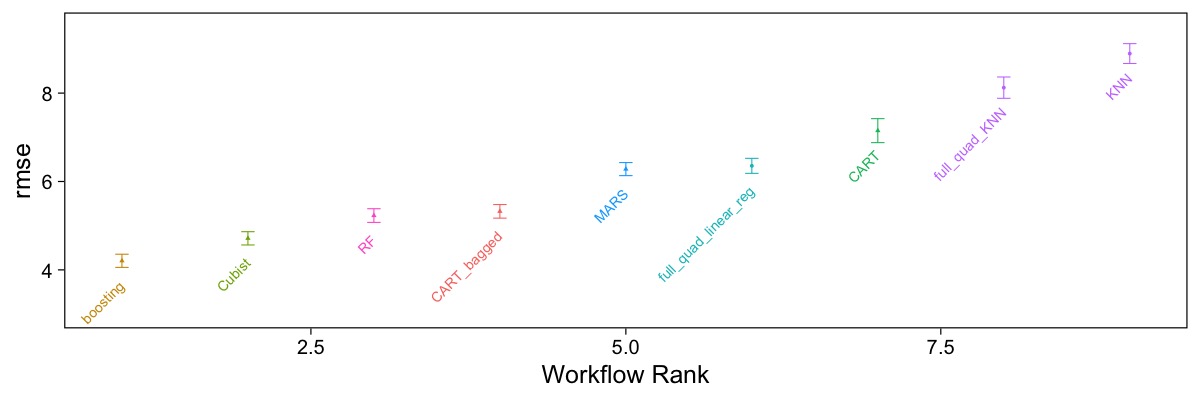 rmse
8
6
4
boosting
Cubist
RF
CART_bagged
MARS
full_quad_linear_reg
CART
full_quad_KNN
KNN
2.5
5.0
7.5
Workflow Rank